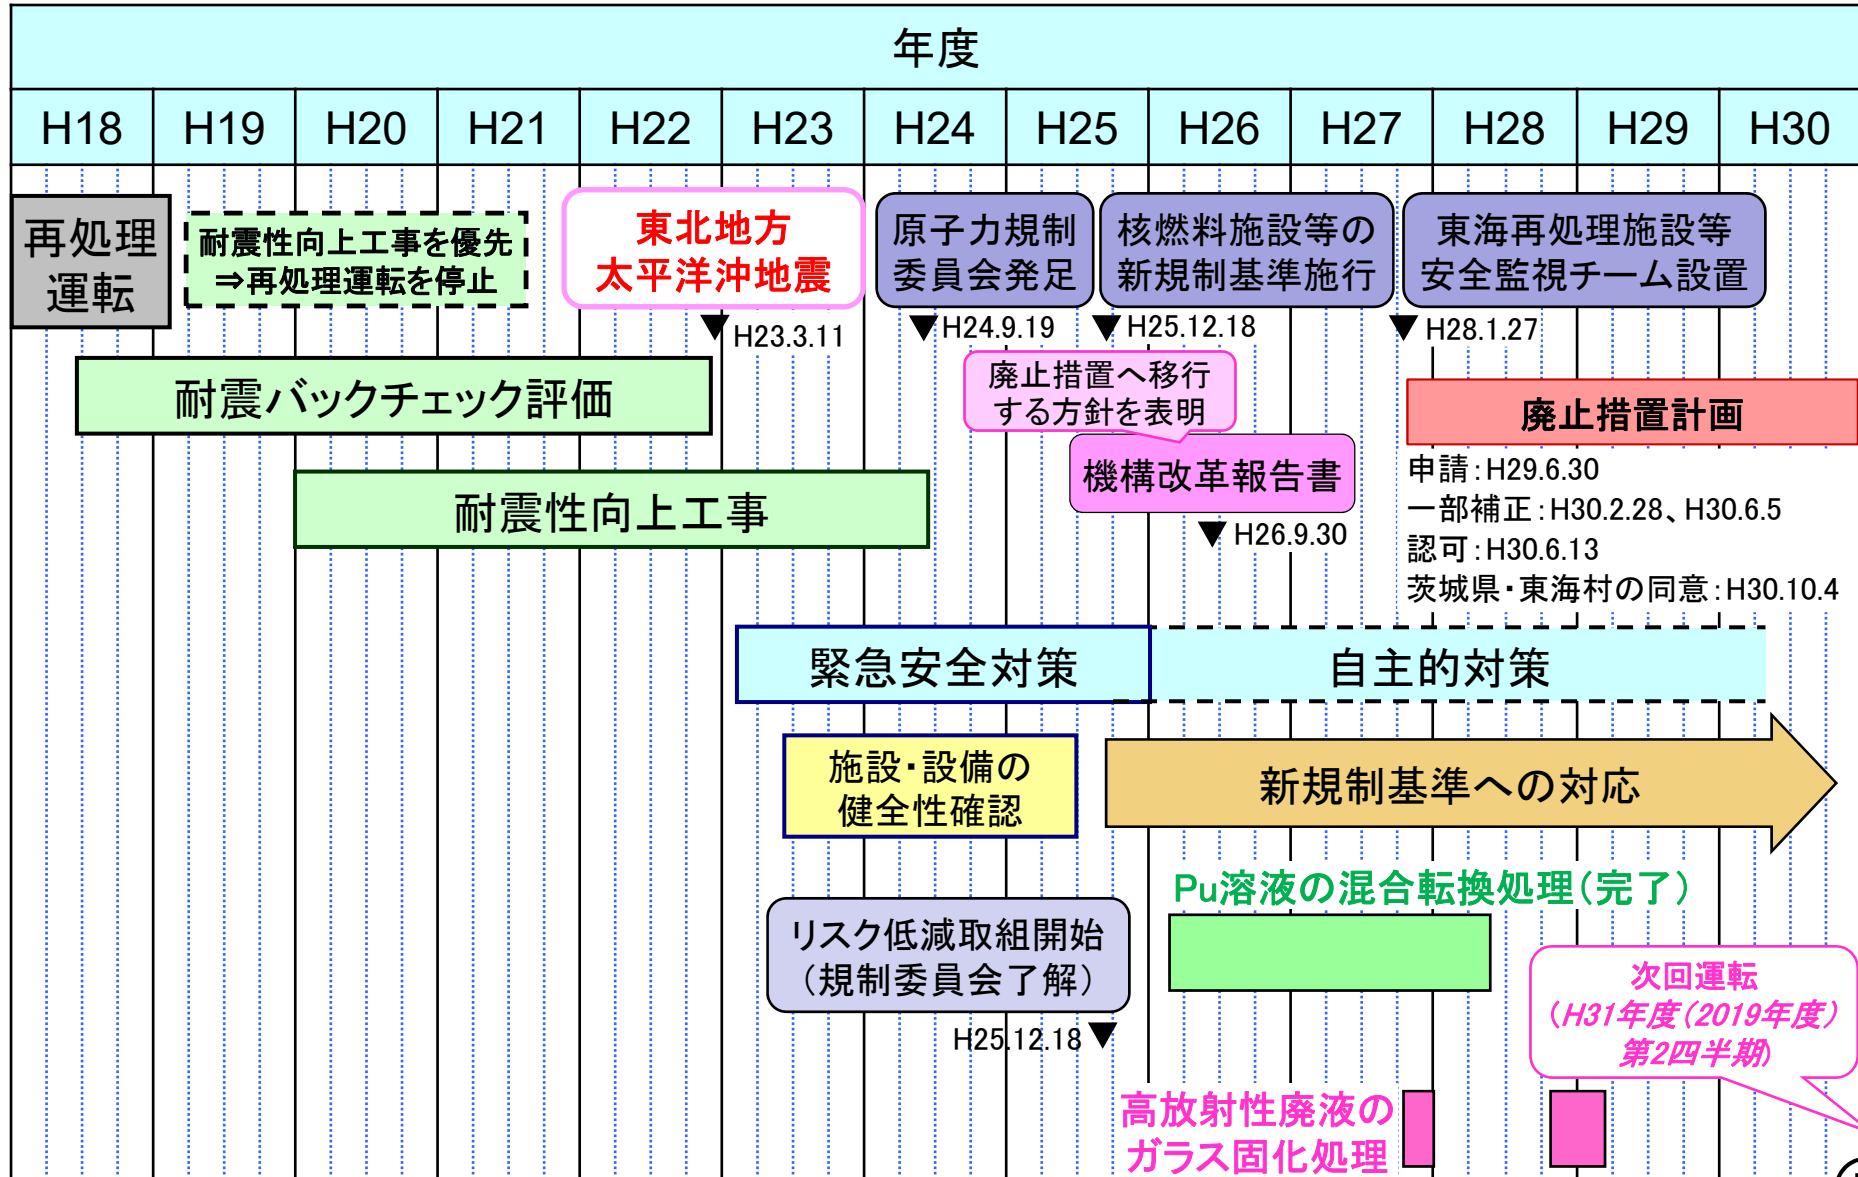 年度
H18 H19 H20 H21 H22 H23 H24 H25 H26 H27 H28 H29 H30
再処理
運転
耐震性向上工事を優先
⇒再処理運転を停止
東北地方
太平洋沖地震
H23.3.11
原子力規制
委員会発足
H24.9.19
核燃料施設等の
新規制基準施行
H25.12.18
東海再処理施設等
安全監視チーム設置
H28.1.27
耐震バックチェック評価
廃止措置へ移行
する方針を表明
機構改革報告書
H26.9.30
廃止措置計画
申請：H29.6.30
一部補正：H30.2.28、H30.6.5
認可：H30.6.13
茨城県・東海村の同意：H30.10.4
耐震性向上工事
緊急安全対策
自主的対策
施設・設備の
健全性確認
新規制基準への対応
Pu溶液の混合転換処理（完了）
リスク低減取組開始
（規制委員会了解）
H25.12.18
次回運転
（H31年度（2019年度）
第2四半期）
高放射性廃液の
ガラス固化処理